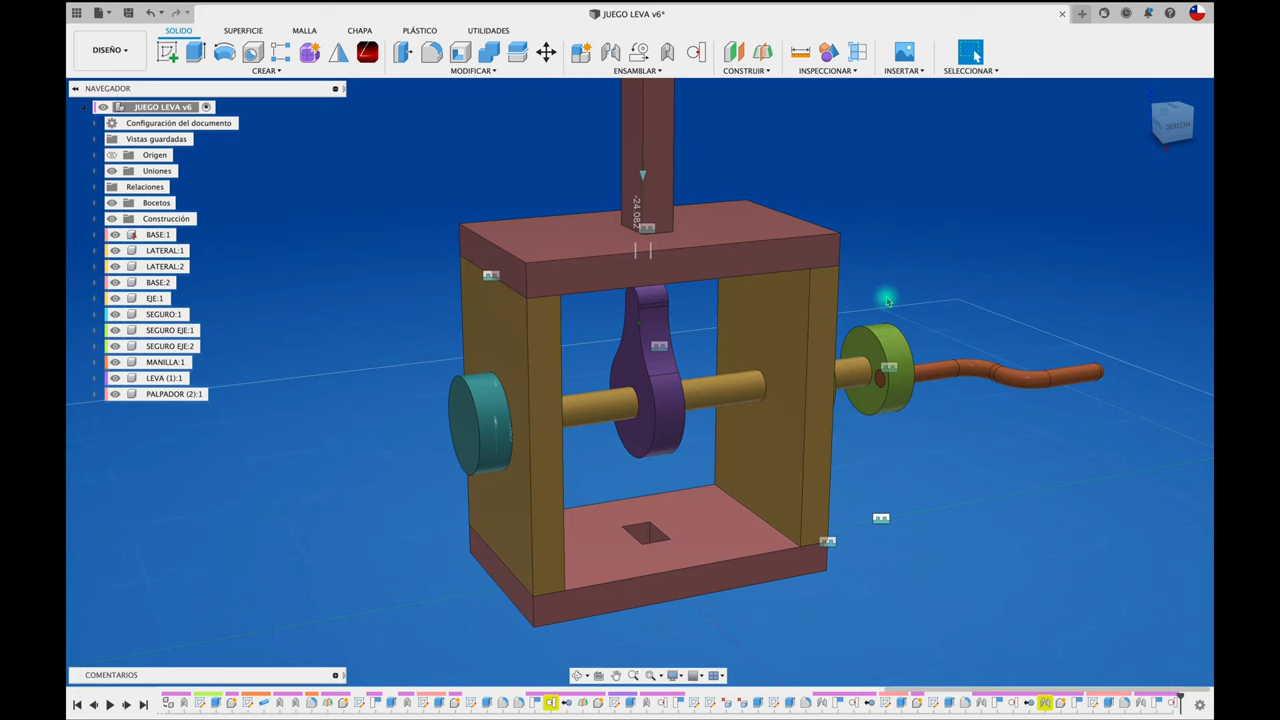 JUEGO LEVA v6*
SOLIDO
SUPERFICIE
MALLA
CHAPA
PLÁSTICO
UTILIDADES
DISEÑO
CREAR
MODIFICAR
ENSAMBLAR
CONSTRUIR
INSPECCIONAR
INSERTAR
SELECCIONAR
NAVEGADOR
JUEGO LEVA v6
Configuración del documento
Vistas guardadas
Origen
Uniones
Relaciones
Bocetos
Construcción
BASE:1
LATERAL:1
LATERAL:2
BASE:2
EJE:1
SEGURO:1
SEGURO EJE:1
SEGURO EJE:2
MANILLA:1
LEVA (1):1
PALPADOR (2):1
DERECHA
COMENTARIOS